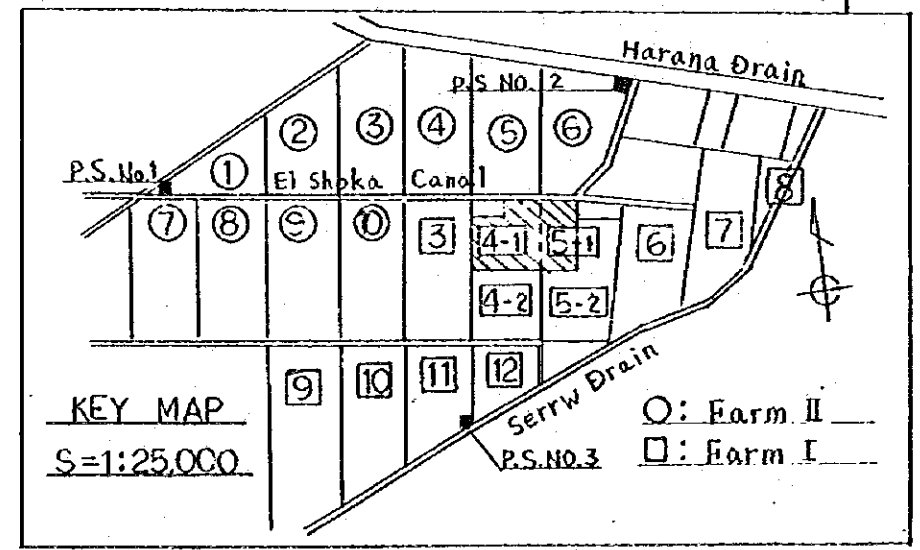 Harana Drain
P.S NO. 2
② ③ ④ ⑤ ⑥
P.S. No.1 ①
El Shoka Canal
⑦ ⑧ ⑨ ⑩ 3 4-1 5-1 6 7 8
4-2 5-2
9 10 11 12
Serrw Drain
KEY MAP
S=1:25,000
P.S.NO.3
○: Farm II
□: Farm I